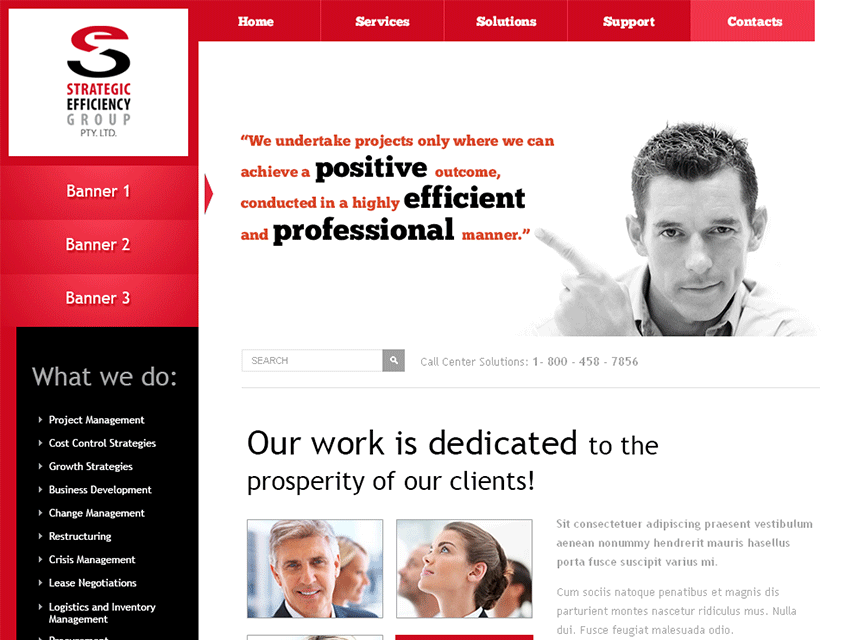 STRATEGIC
EFFICIENCY
GROUP
PTY. LTD.
Home
Services
Solutions
Support
Contacts
Banner 1
Banner 2
Banner 3
What we do:
Project Management
Cost Control Strategies
Growth Strategies
Business Development
Change Management
Restructuring
Crisis Management
Lease Negotiations
Logistics and Inventory
Management
Procurement
“We undertake projects only where we can
achieve a positive outcome,
conducted in a highly efficient
and professional manner.”
SEARCH
Call Center Solutions: 1- 800 - 458 - 7856
Our work is dedicated to the
prosperity of our clients!
Sit consectetuer adipiscing praesent vestibulum
aenean nonummy hendrerit mauris hasellus
porta fusce suscipit varius mi.
Cum sociis natoque penatibus et magnis dis
parturient montes nascetur ridiculus mus. Nulla
dui. Fusce feugiat malesuada odio.